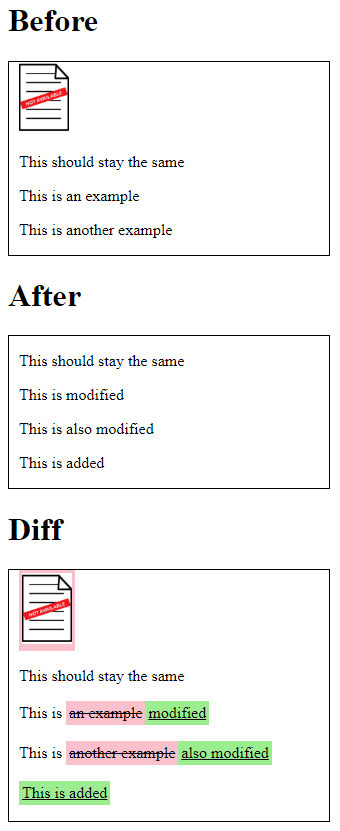 Before
NOT AVAILABLE
This should stay the same
This is an example
This is another example
After
This should stay the same
This is modified
This is also modified
This is added
Diff
NOT AVAILABLE
This should stay the same
This is an example modified
This is another example also modified
This is added